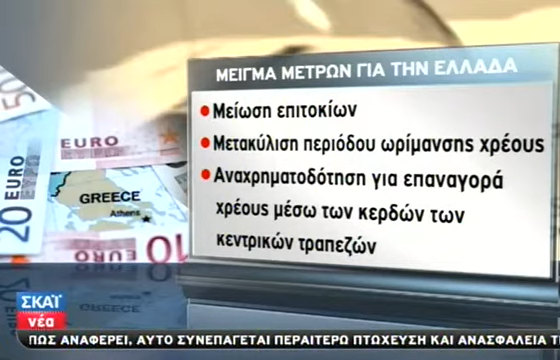 ΜΕΙΓΜΑ ΜΕΤΡΩΝ ΓΙΑ ΤΗΝ ΕΛΛΑΔΑ
Μείωση επιτοκίων
Μετακύλιση περιόδου ωρίμανσης χρέους
Αναχρηματοδότηση για επαναγορά
χρέους μέσω των κερδών των
κεντρικών τραπεζών
50
EURO
20 EURO
GREECE
Athens
10
EURO
ΣΚΑΪ
νέα
ΠΩΣ ΑΝΑΦΕΡΕΙ, ΑΥΤΟ ΣΥΝΕΠΑΓΕΤΑΙ ΠΕΡΑΙΤΕΡΩ ΠΤΩΧΕΥΣΗ ΚΑΙ ΑΝΑΣΦΑΛΕΙΑ